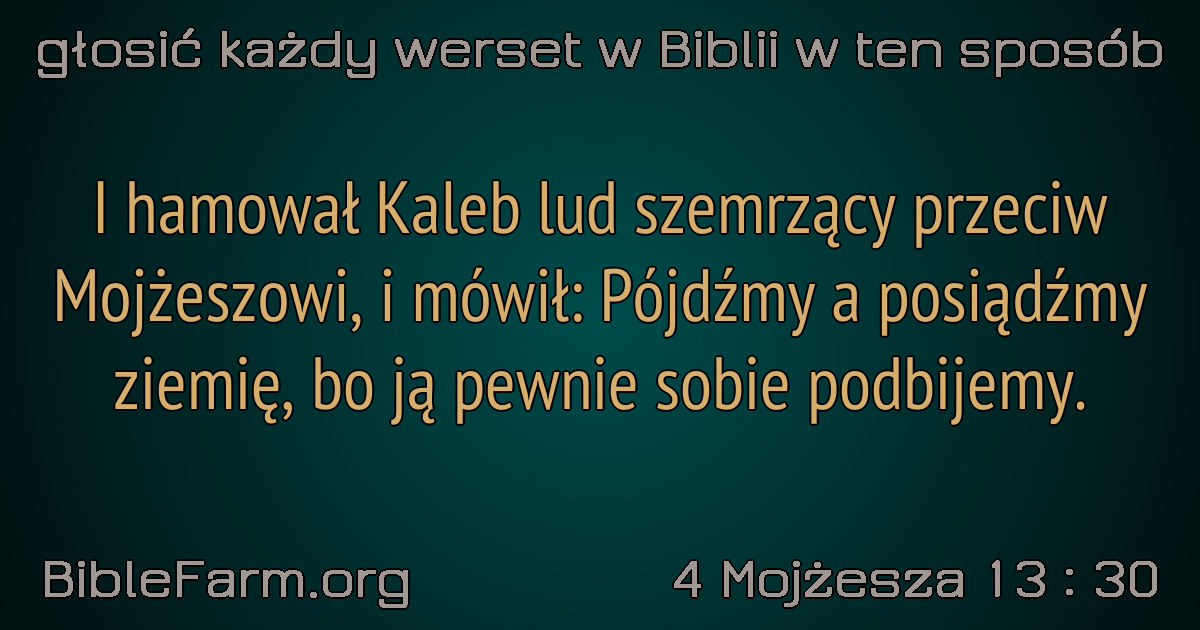 głosić każdy werset w Biblii w ten sposób
I hamował Kaleb lud szemrzący przeciw
Mojżeszowi, i mówił: Pójdźmy a posiądźmy
ziemię, bo ją pewnie sobie podbijemy.
BibleFarm.org
4 Mojżesza 13 : 30